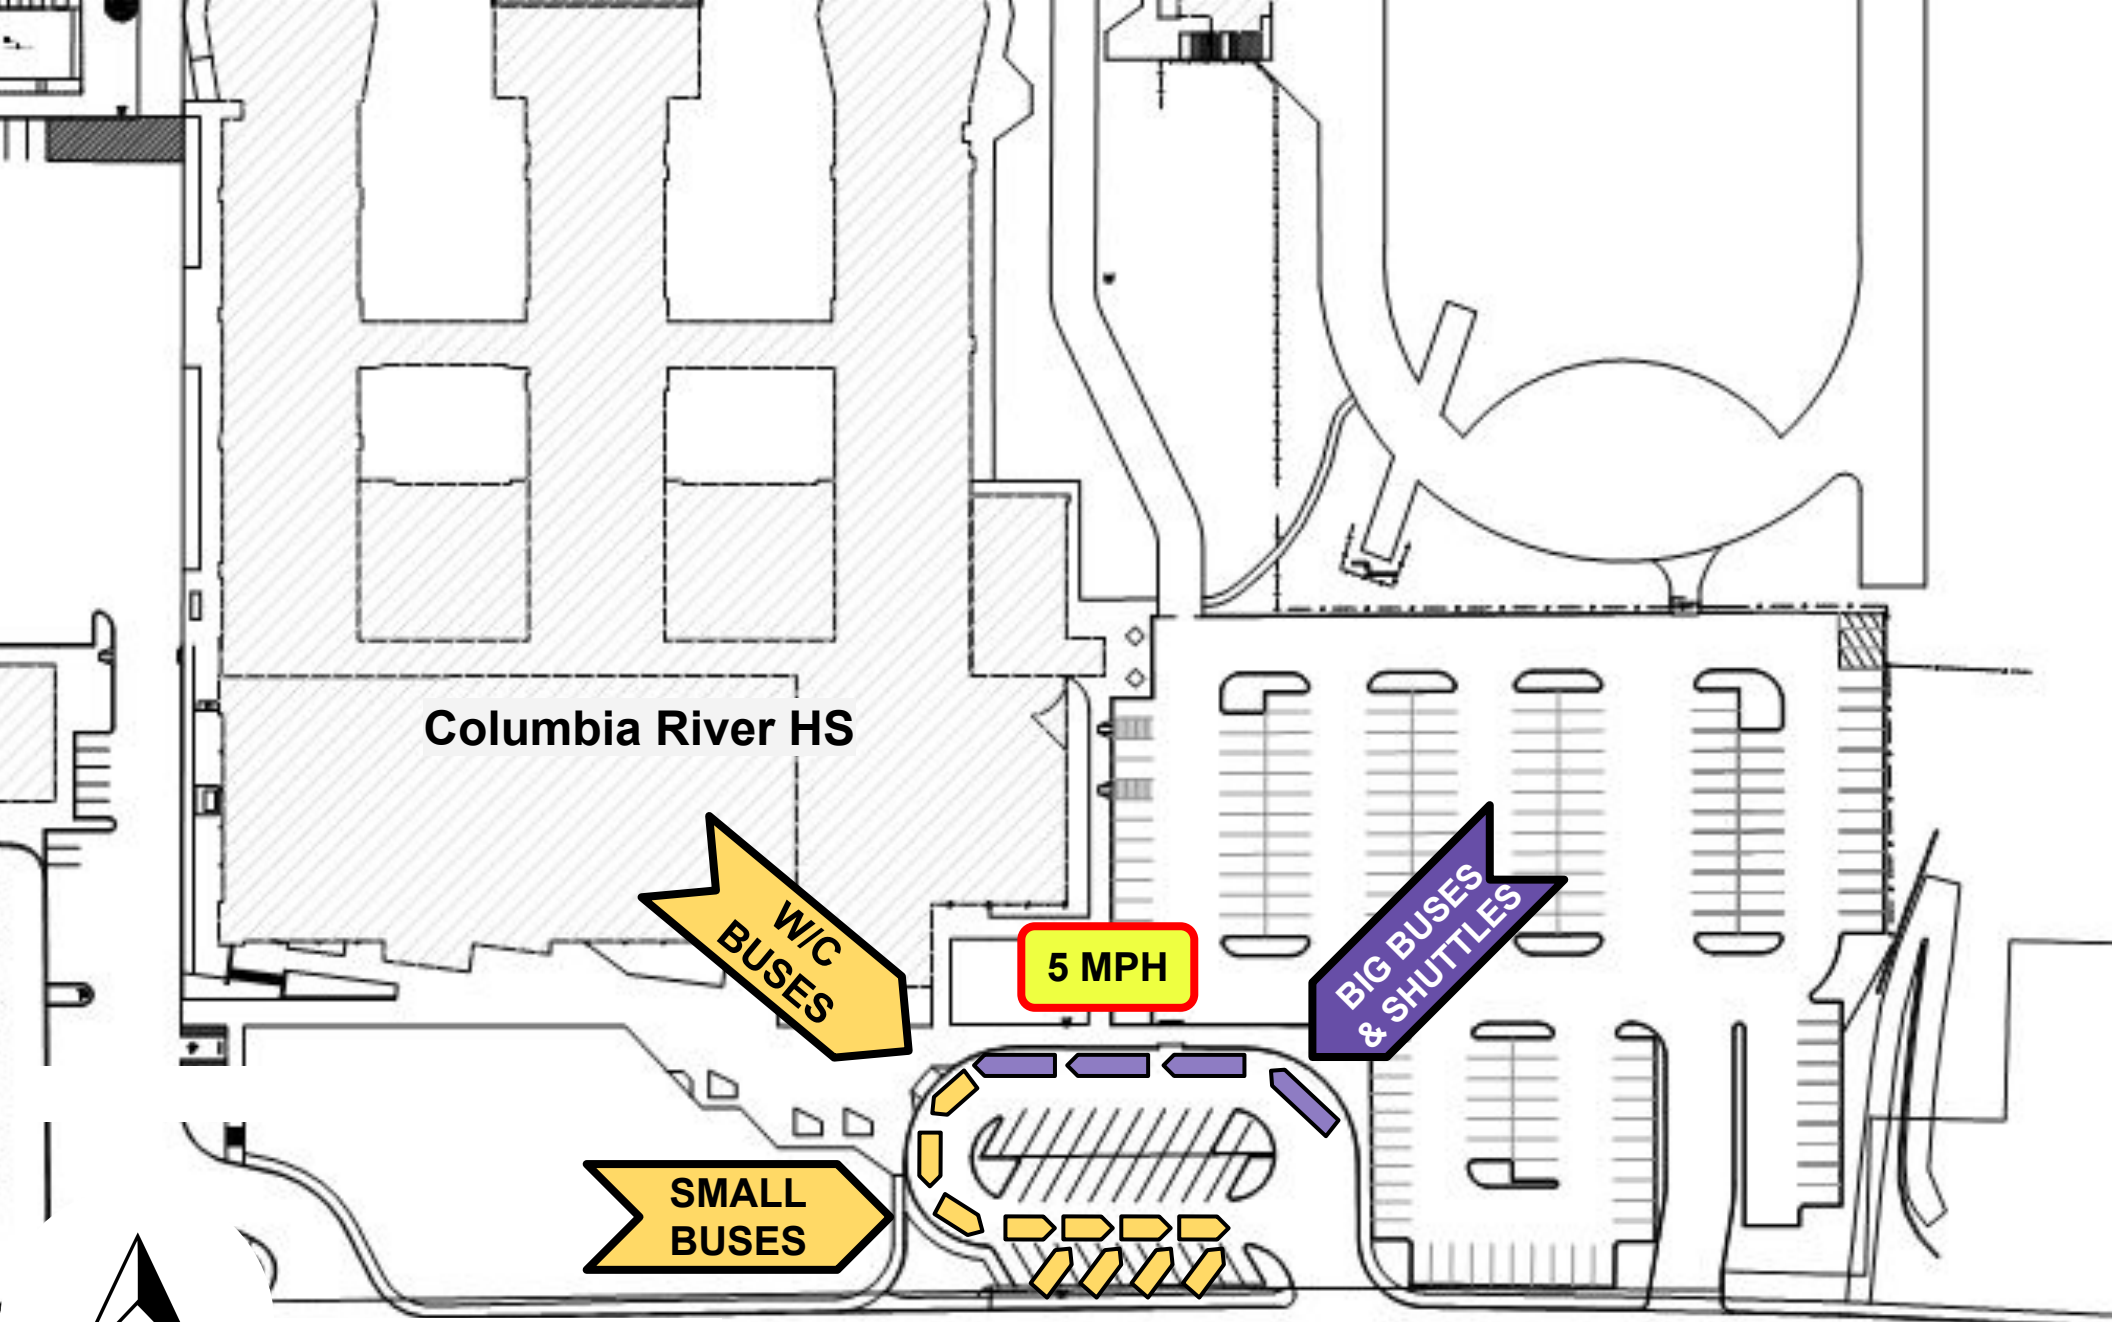 Columbia River HS
W/C
BUSES
5 MPH
BIG BUSES
& SHUTTLES
SMALL
BUSES